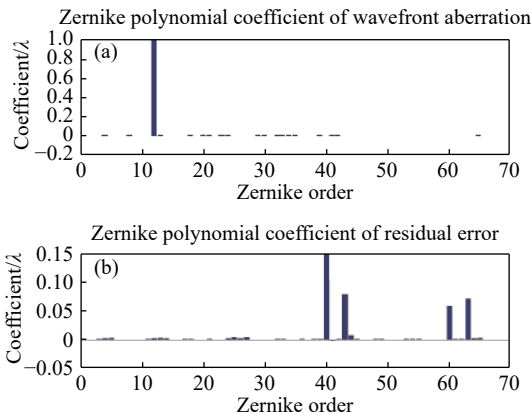 Zernike polynomial coefficient of wavefront aberration
(a)
Coefficient/λ
1.0
0.8
0.6
0.4
0.2
0
−0.2
0 10 20 30 40 50 60 70
Zernike order
Zernike polynomial coefficient of residual error
(b)
Coefficient/λ
0.15
0.10
0.05
0
−0.05
0 10 20 30 40 50 60 70
Zernike order